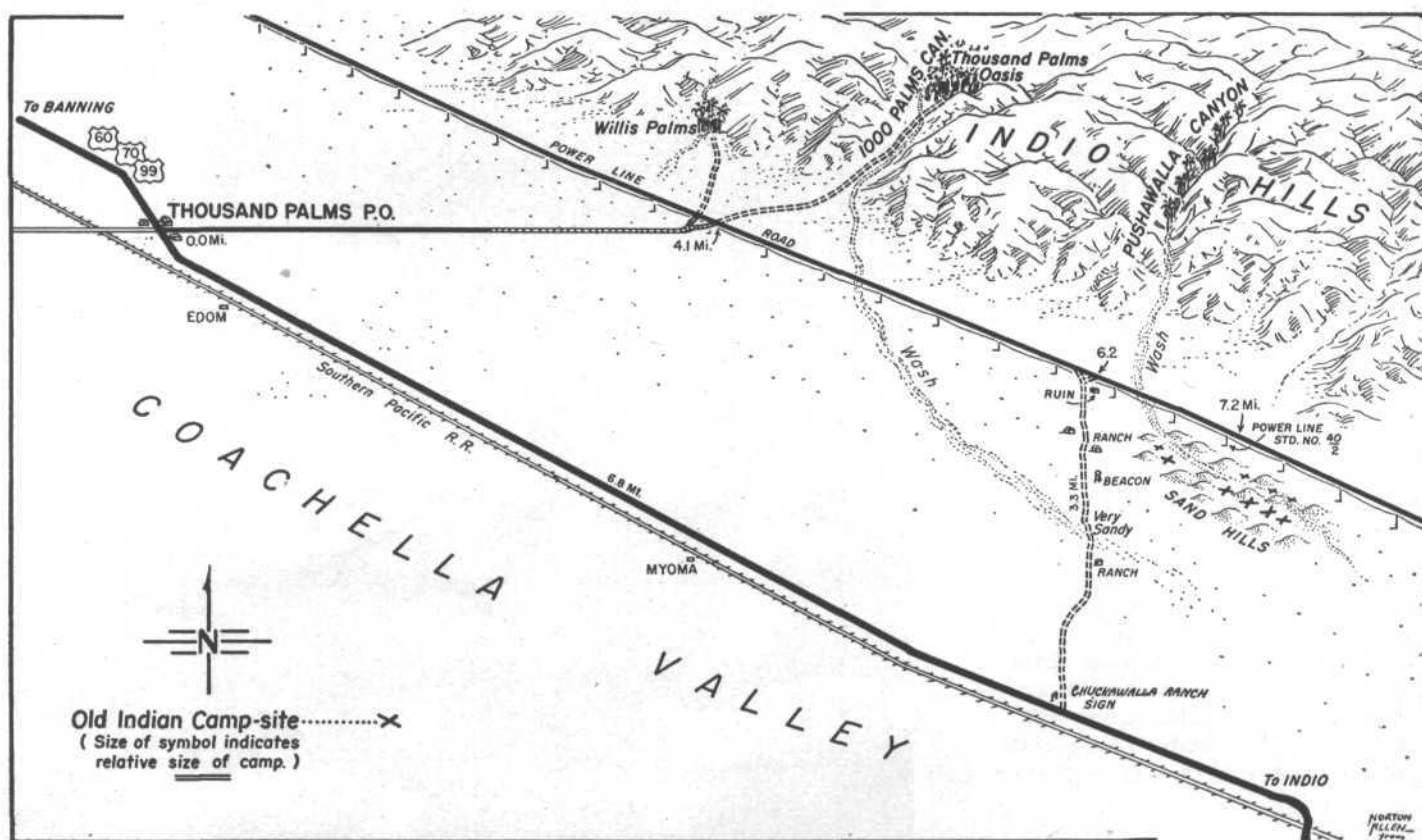 To BANNING
60
70
99
THOUSAND PALMS P.O.
0.0 Mi.
EDOM
Southern Pacific R.R.
COACHELLA
VALLEY
6.8 Mi.
MYOMA
POWER
LINE
ROAD
4.1 Mi.
Willis Palms
1000 PALMS CAN.
Thousand Palms
Oasis
INDIO
HILLS
PUSHAWALLA
CANYON
Wash
Wash
6.2
RUIN
RANCH
BEACON
3.3 Mi.
Very
Sandy
RANCH
7.2 Mi.
POWER LINE
STD. NO. 40/2
SAND
HILLS
CHUCKAWALLA RANCH
SIGN
To INDIO
N
Old Indian Camp-site..........X
( Size of symbol indicates
relative size of camp. )
NORTON
ALLEN